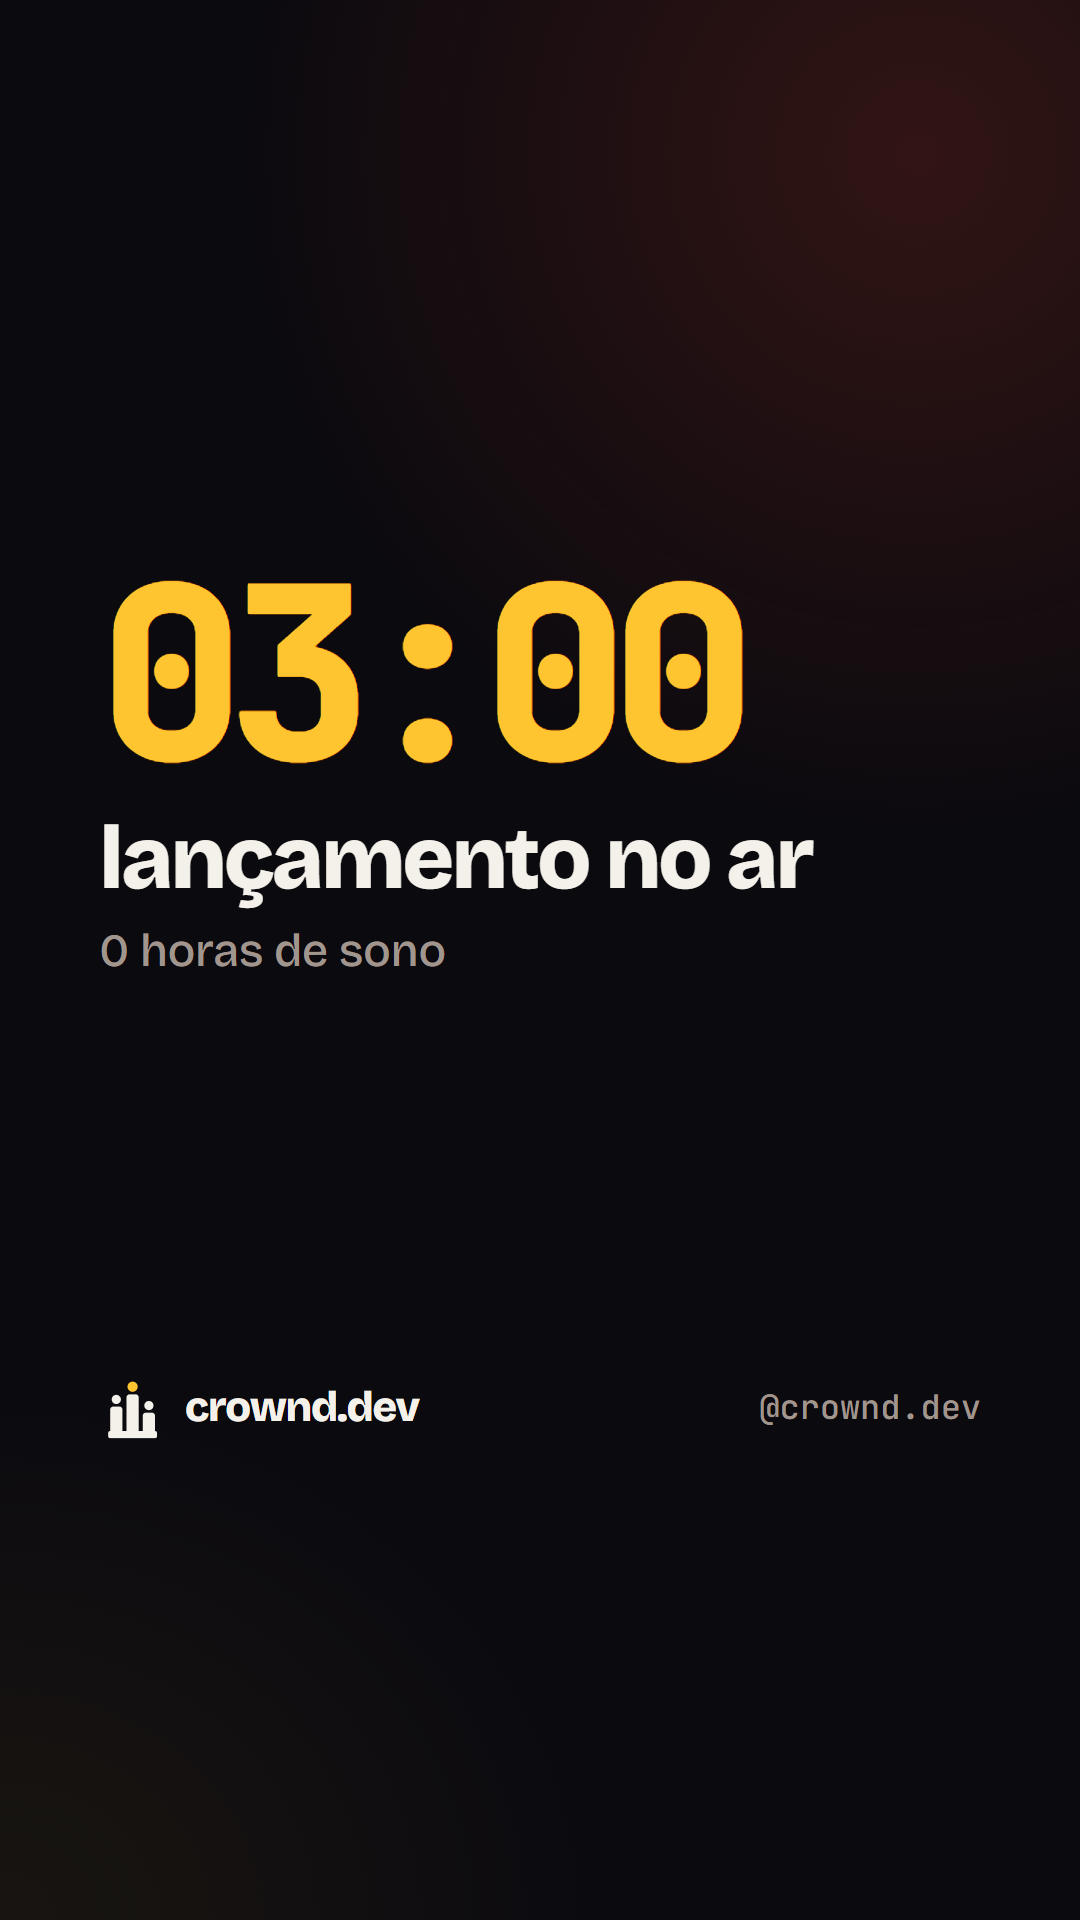 03:00
lançamento no ar
0 horas de sono
crownd.dev
@crownd.dev